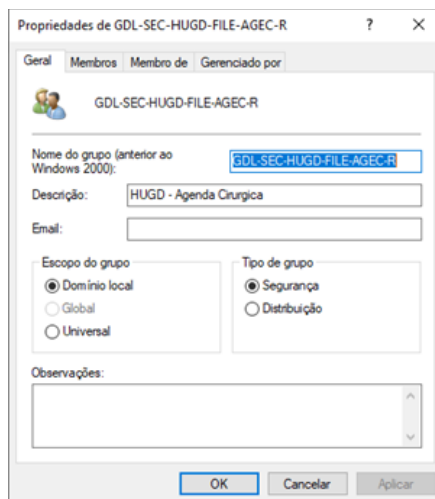 Propriedades de GDL-SEC-HUGD-FILE-AGEC-R ? ×
Geral Membros Membro de Gerenciado por
GDL-SEC-HUGD-FILE-AGEC-R
Nome do grupo (anterior ao
Windows 2000):
GDL-SEC-HUGD-FILE-AGEC-R
Descrição: HUGD - Agenda Cirurgica
Email:
Escopo do grupo
Domínio local
Global
Universal
Tipo de grupo
Segurança
Distribuição
Observações:
OK Cancelar Aplicar